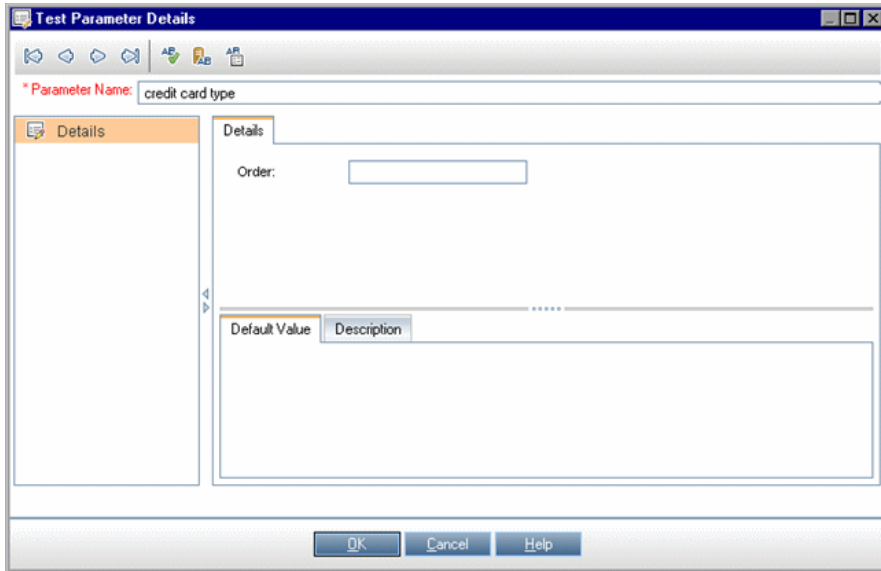 Test Parameter Details
* Parameter Name: credit card type
Details
Details
Order:
Default Value Description
OK Cancel Help